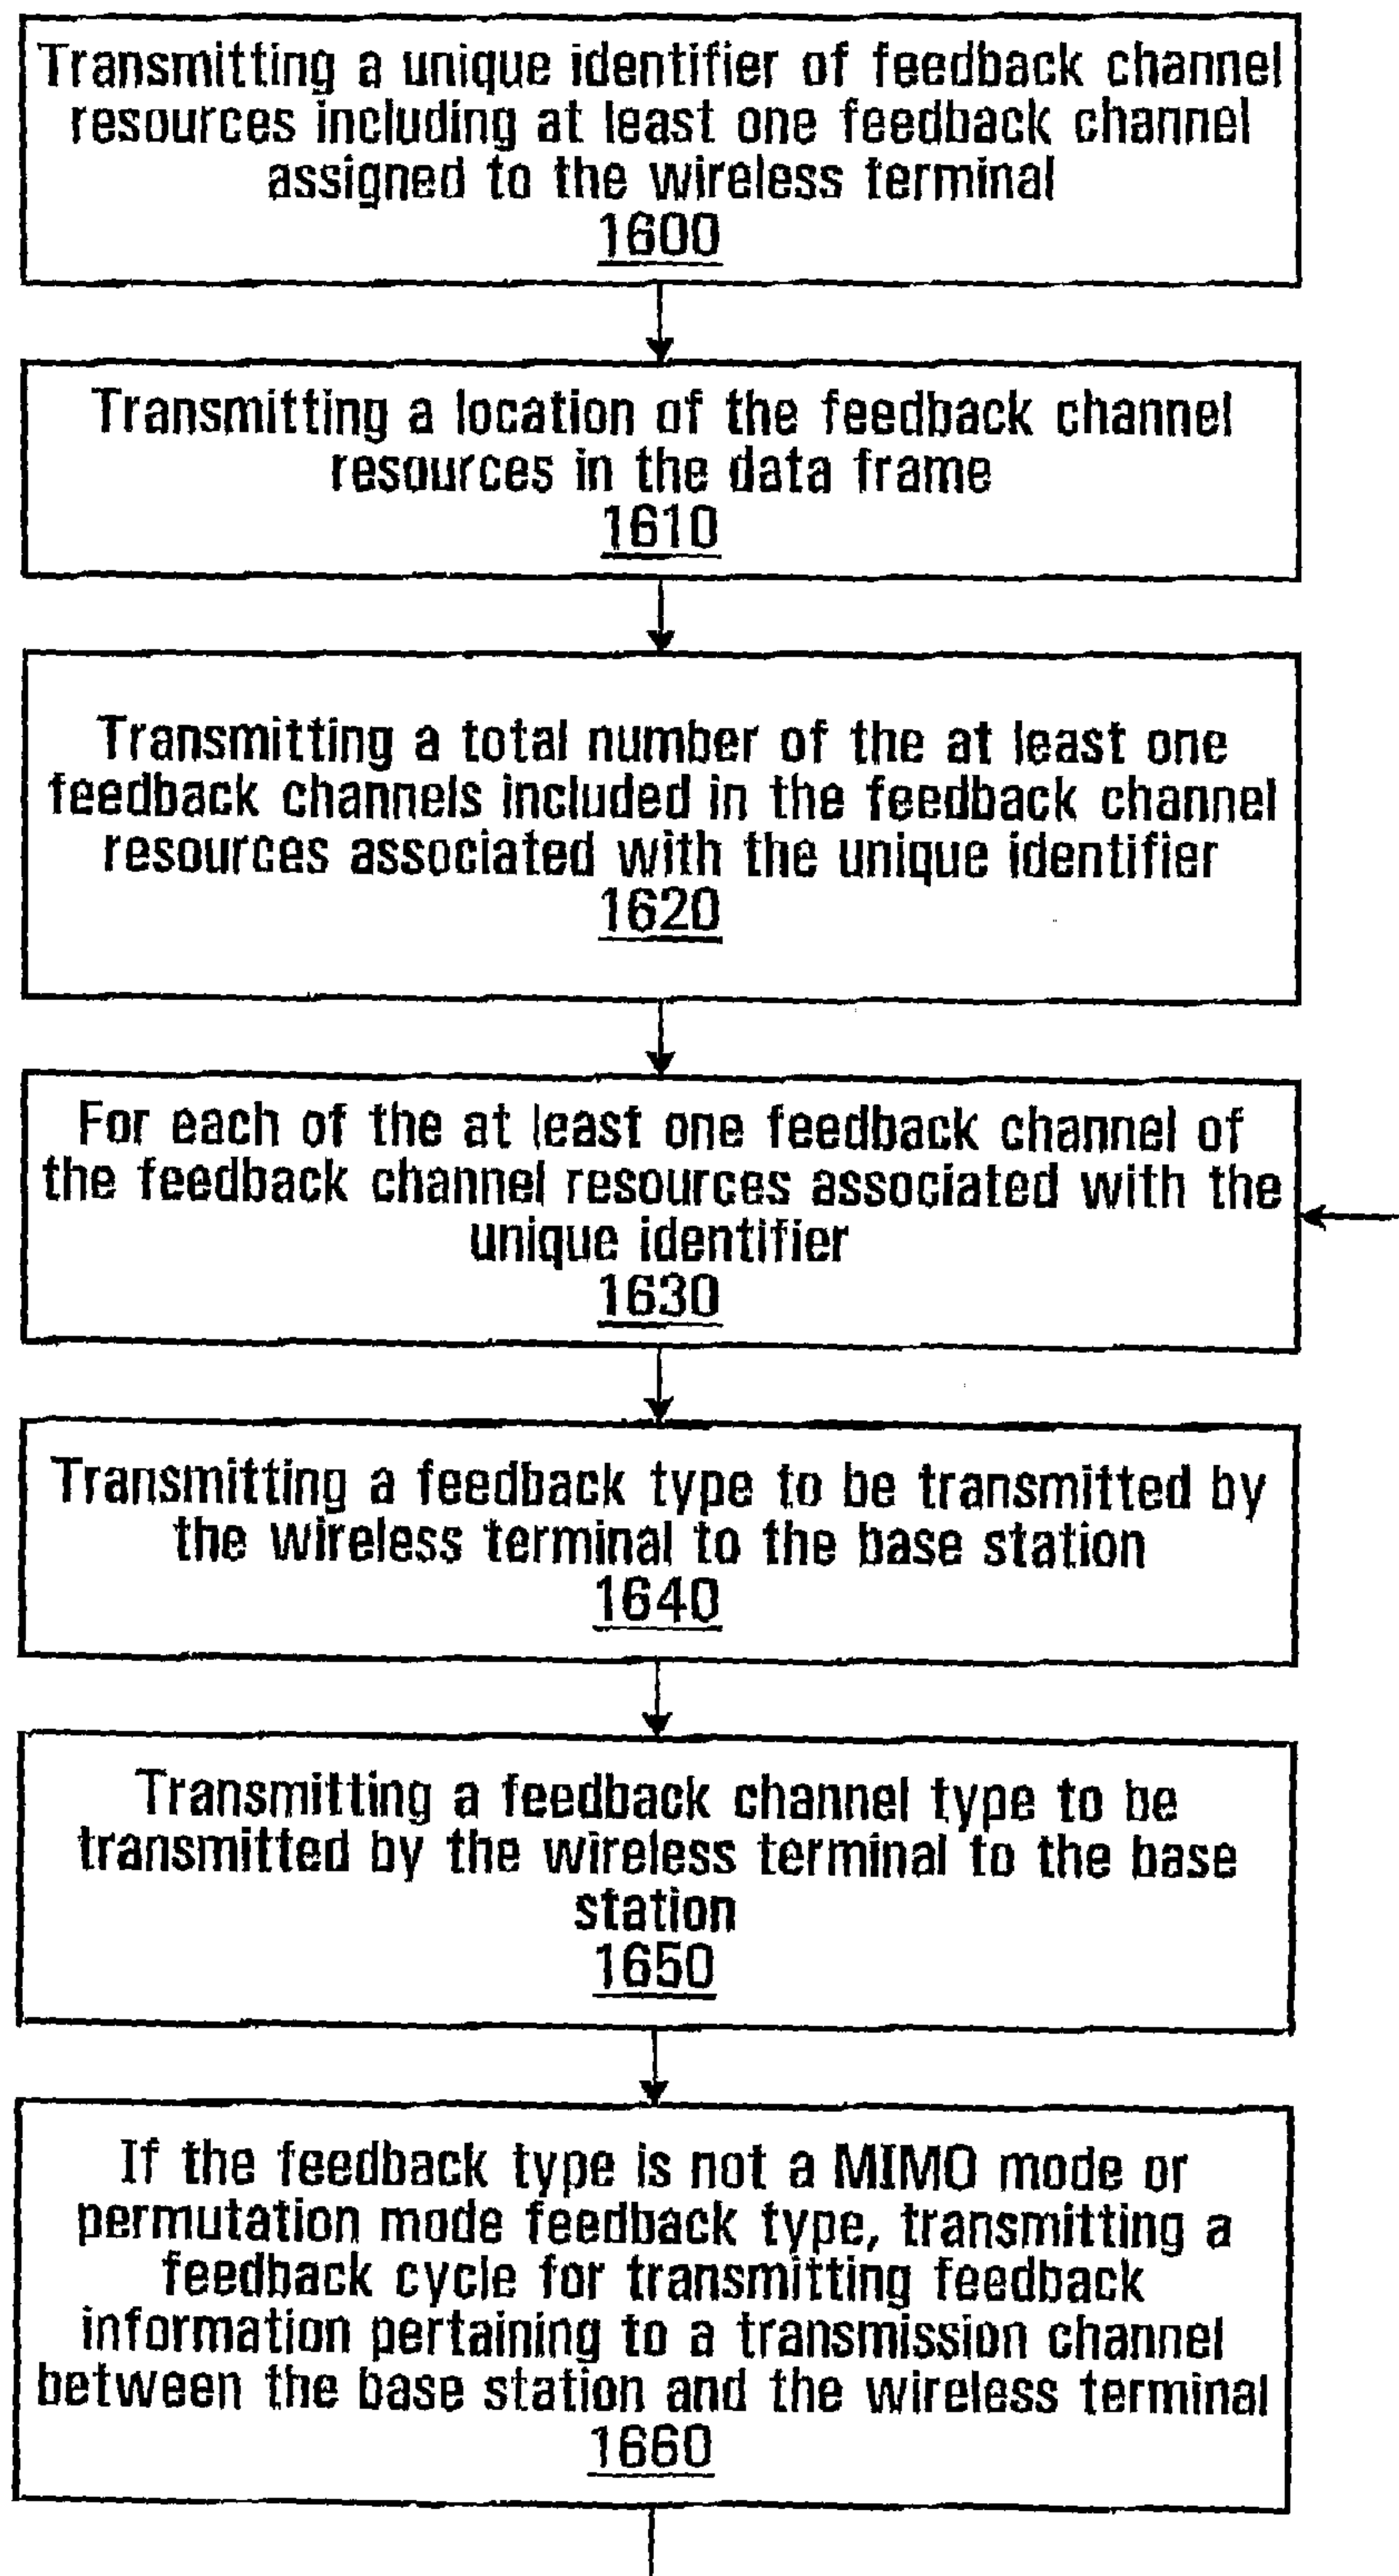 Transmitting a unique identifier of feedback channel
resources including at least one feedback channel
assigned to the wireless terminal
1600
Transmitting a location of the feedback channel
resources in the data frame
1610
Transmitting a total number of the at least one
feedback channels included in the feedback channel
resources associated with the unique identifier
1620
For each of the at least one feedback channel of
the feedback channel resources associated with the
unique identifier
1630
Transmitting a feedback type to be transmitted by
the wireless terminal to the base station
1640
Transmitting a feedback channel type to be
transmitted by the wireless terminal to the base
station
1650
If the feedback type is not a MIMO mode or
permutation mode feedback type, transmitting a
feedback cycle for transmitting feedback
information pertaining to a transmission channel
between the base station and the wireless terminal
1660